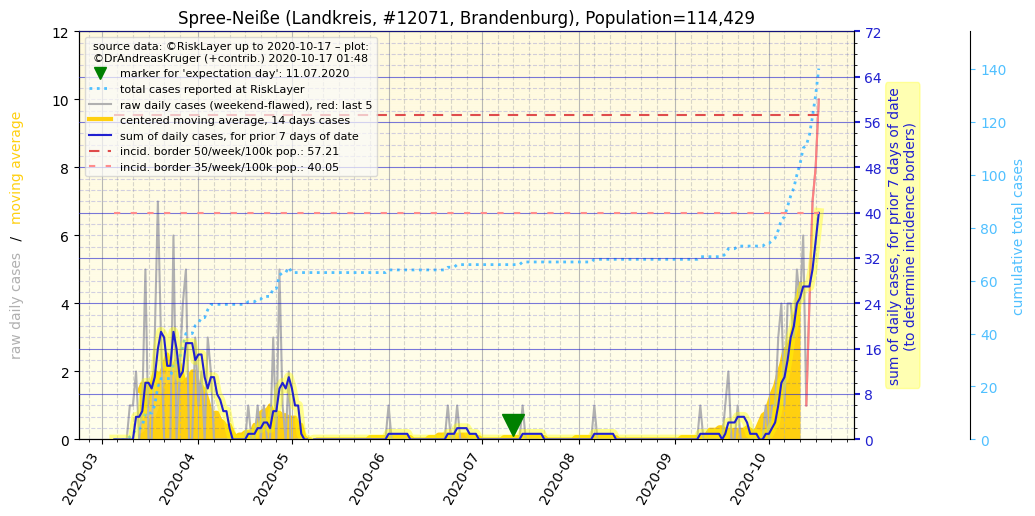 Spree-Neiße (Landkreis, #12071, Brandenburg), Population=114,429
source data: ©RiskLayer up to 2020-10-17 – plot:
©DrAndreasKruger (+contrib.) 2020-10-17 01:48
marker for 'expectation day': 11.07.2020
total cases reported at RiskLayer
raw daily cases (weekend-flawed), red: last 5
centered moving average, 14 days cases
sum of daily cases, for prior 7 days of date
incid. border 50/week/100k pop.: 57.21
incid. border 35/week/100k pop.: 40.05
raw daily cases / moving average
12
10
8
6
4
2
0
2020-03
2020-04
2020-05
2020-06
2020-07
2020-08
2020-09
2020-10
72
64
56
48
40
32
24
16
8
0
sum of daily cases, for prior 7 days of date
(to determine incidence borders)
140
120
100
80
60
40
20
0
cumulative total cases